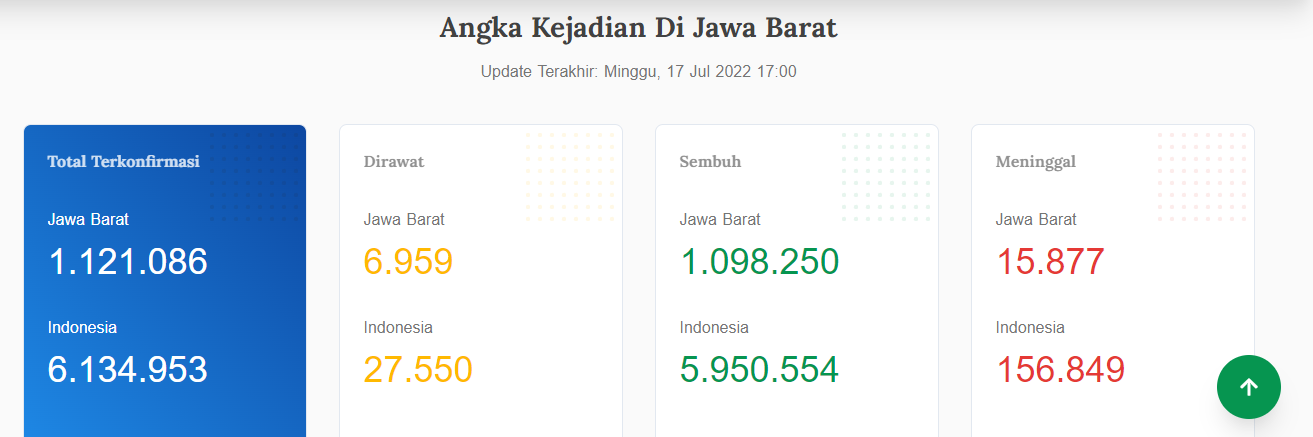 Angka Kejadian Di Jawa Barat
Update Terakhir: Minggu, 17 Jul 2022 17:00
Total Terkonfirmasi
Jawa Barat
1.121.086
Indonesia
6.134.953
Dirawat
Jawa Barat
6.959
Indonesia
27.550
Sembuh
Jawa Barat
1.098.250
Indonesia
5.950.554
Meninggal
Jawa Barat
15.877
Indonesia
156.849